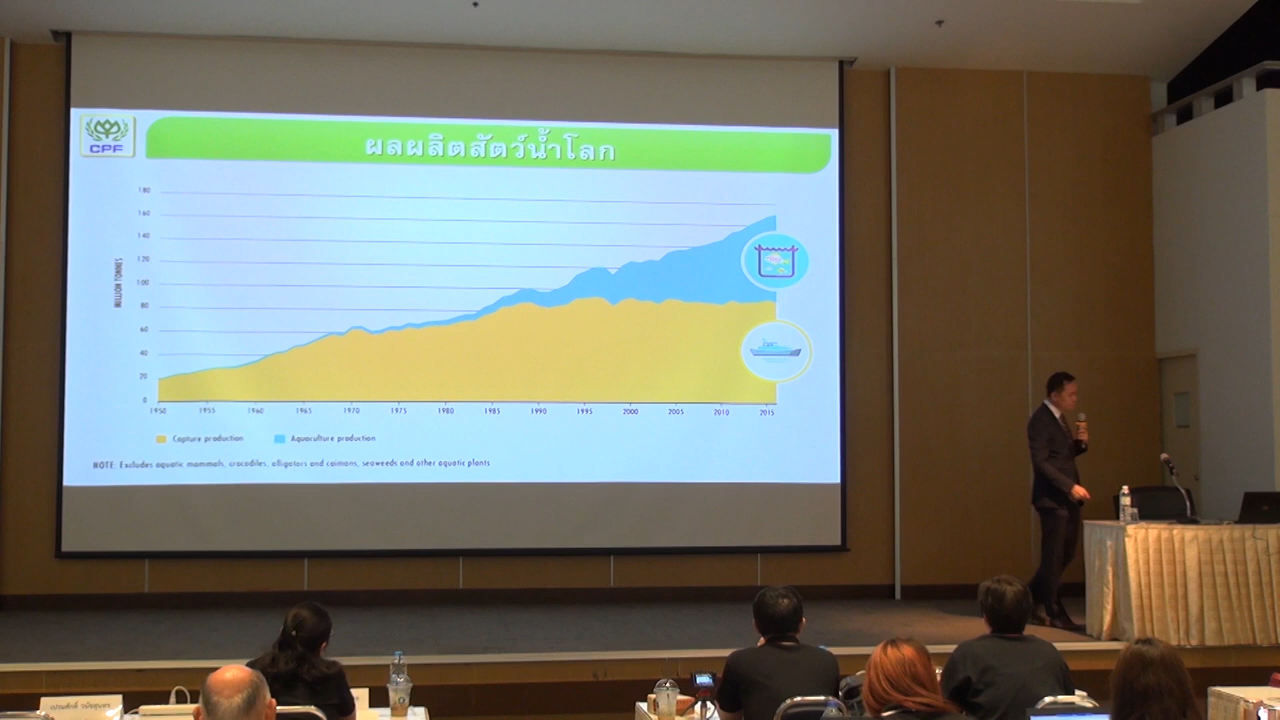 CPF
ผลผลิตสัตว์น้ำโลก
MILLION TONNES
180
160
140
120
100
80
60
40
20
0
1950 1955 1960 1965 1970 1975 1980 1985 1990 1995 2000 2005 2010 2015
Capture production Aquaculture production
NOTE: Excludes aquatic mammals, crocodiles, alligators and caimans, seaweeds and other aquatic plants